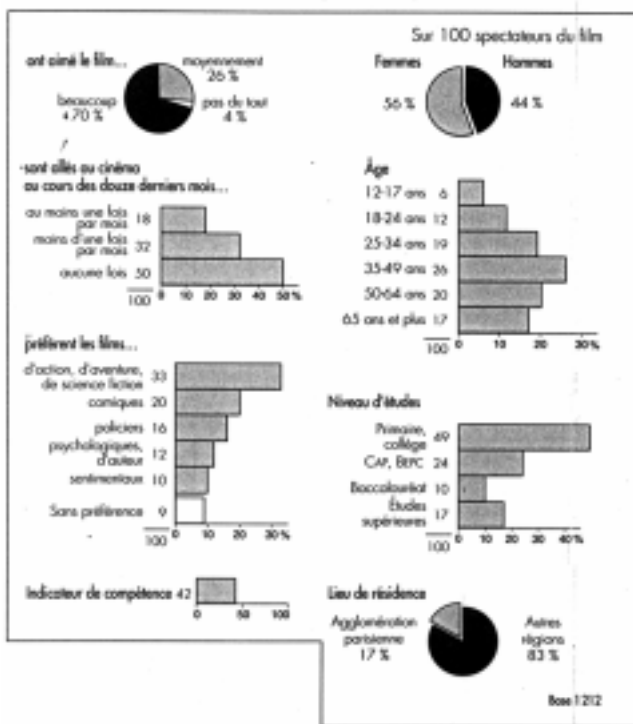 Sur 100 spectateurs du film
ont aimé le film...
moyennement
26 %
beaucoup
70 %
pas du tout
4 %
Femmes
56 %
Hommes
44 %
sont allés au cinéma
au cours des douze derniers mois...
au moins une fois
par mois 18
moins d'une fois
par mois 32
aucune fois 50
100
0 10 20 30 40 50 %
Âge
12-17 ans 6
18-24 ans 12
25-34 ans 19
35-49 ans 26
50-64 ans 20
65 ans et plus 17
100
0 10 20 30 %
préfèrent les films...
d'action, d'aventure,
de science fiction 33
comiques 20
policiers 16
psychologiques,
d'auteur 12
sentimentaux 10
Sans préférence 9
100
0 10 20 30 %
Niveau d'études
Primaire,
collège 49
CAP, BEPC 24
Baccalauréat 10
Études
supérieures 17
100
0 10 20 30 40 %
Indicateur de compétence 42
0 50 100
Lieu de résidence
Agglomération
parisienne
17 %
Autres
régions
83 %
Base 1212